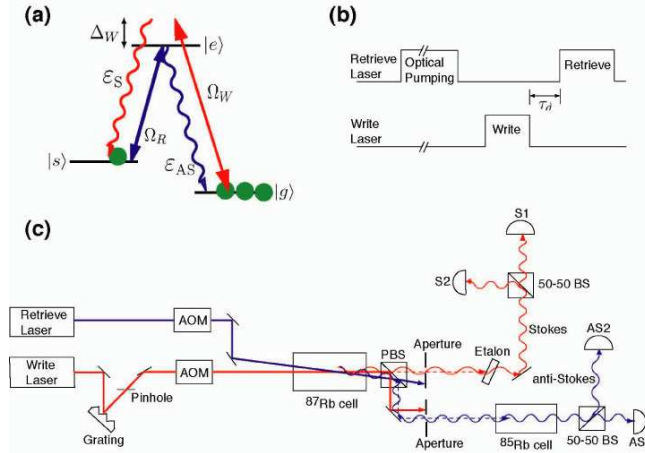 (a)
Δ_W
|e⟩
ε_S
Ω_R
Ω_W
|s⟩
ε_AS
|g⟩
(b)
Retrieve
Laser
Optical
Pumping
Retrieve
τ_d
Write
Laser
Write
(c)
S1
S2
50-50 BS
Stokes
AS2
Retrieve
Laser
AOM
PBS
Aperture
Etalon
Write
Laser
AOM
anti-Stokes
Pinhole
87Rb cell
Grating
Aperture
85Rb cell
50-50 BS
AS